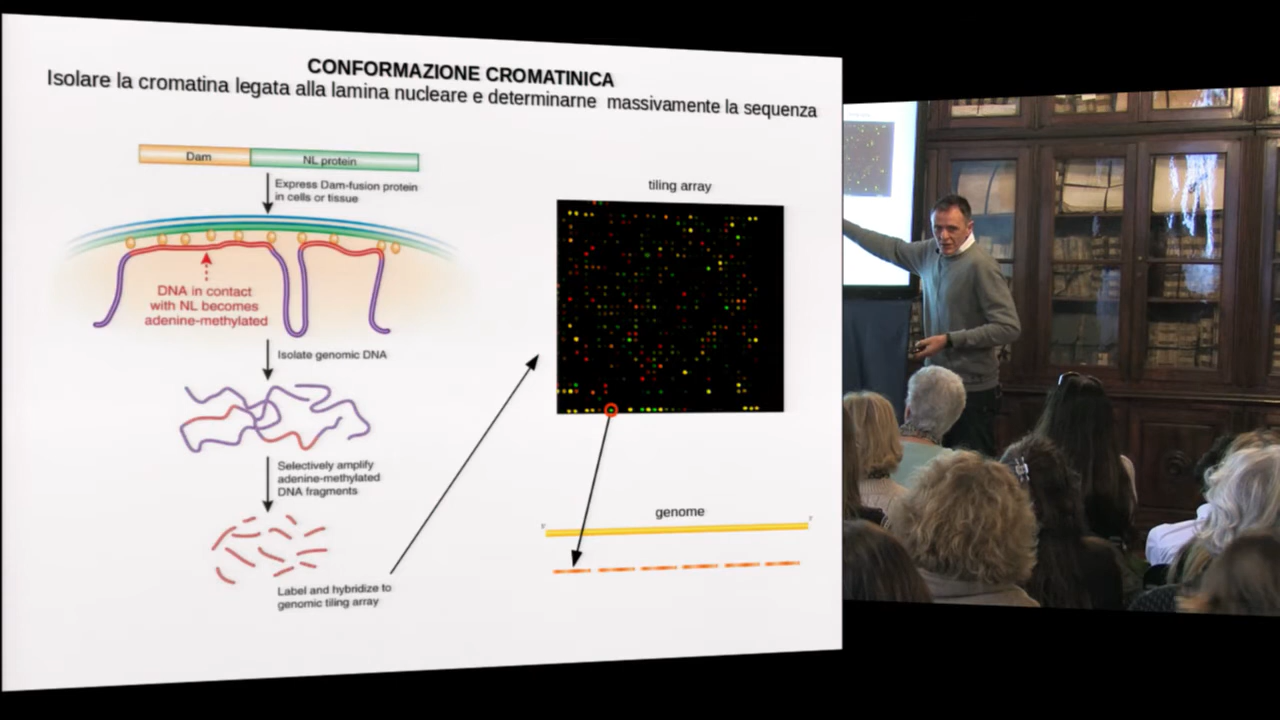 CONFORMAZIONE CROMATINICA
Isolare la cromatina legata alla lamina nucleare e determinarne massivamente la sequenza
Dam
NL protein
Express Dam-fusion protein
in cells or tissue
DNA in contact
with NL becomes
adenine-methylated
Isolate genomic DNA
Selectively amplify
adenine-methylated
DNA fragments
Label and hybridize to
genomic tiling array
tiling array
genome